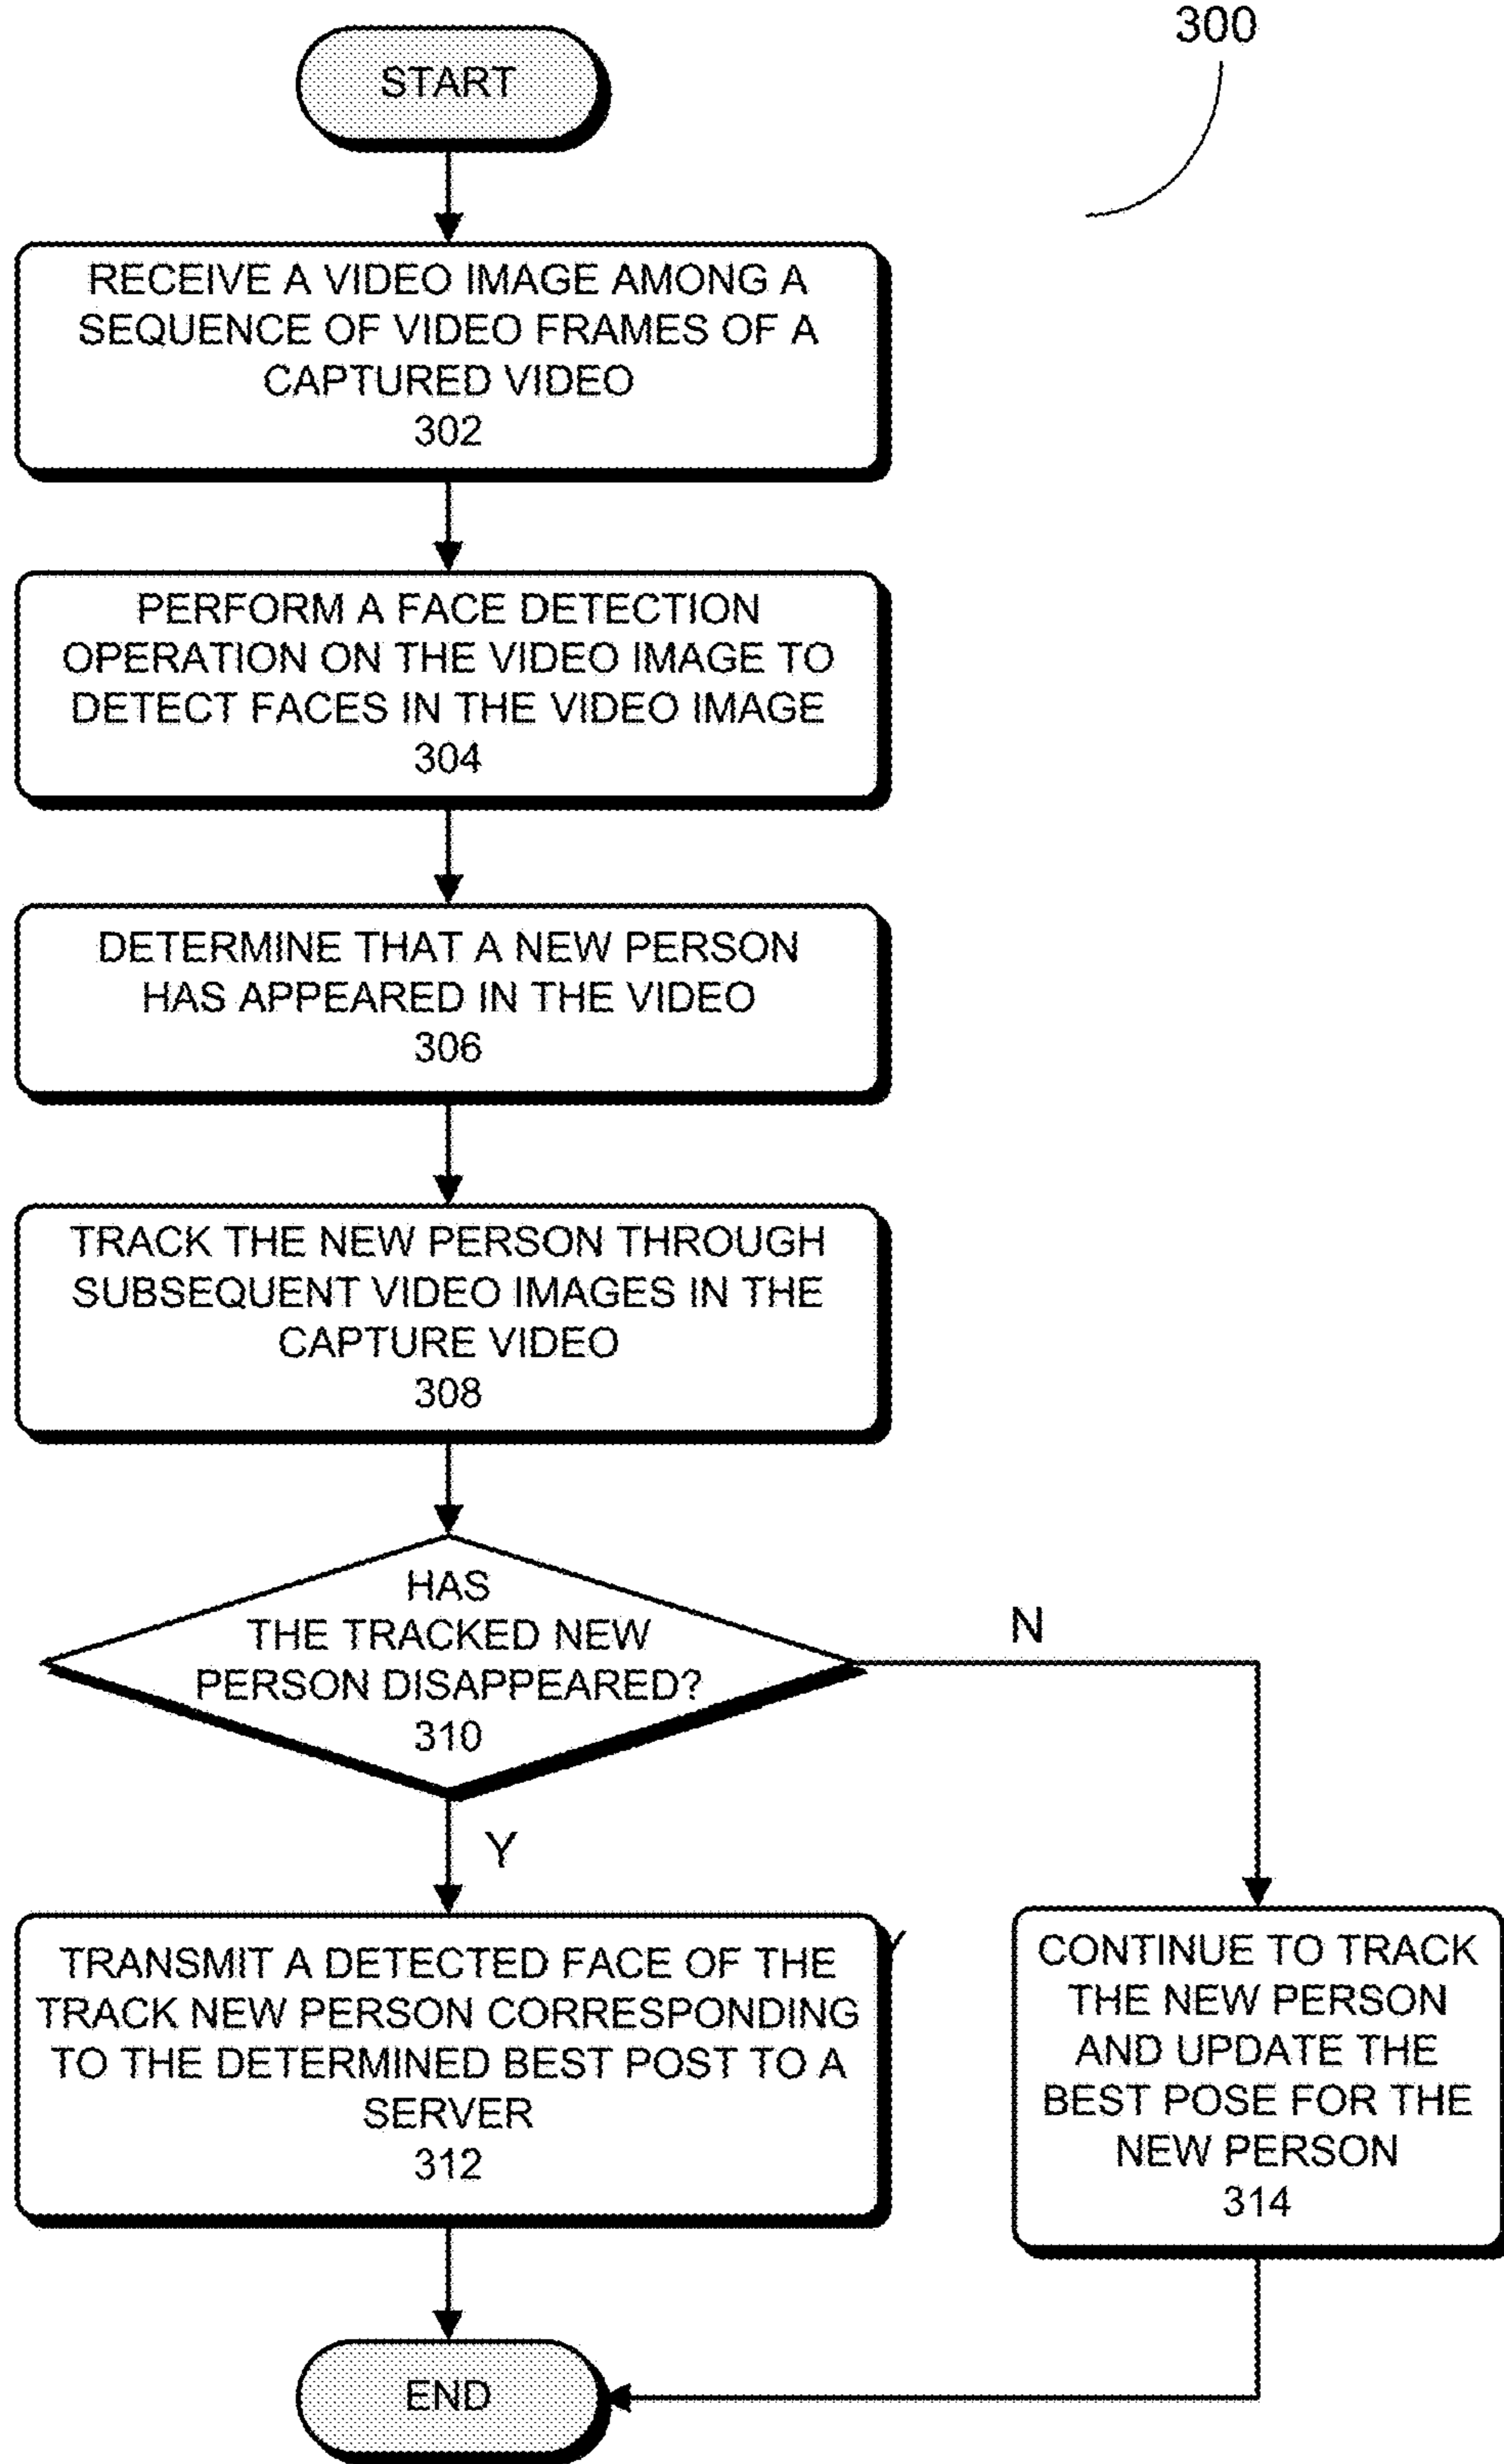 300
START
RECEIVE A VIDEO IMAGE AMONG A
SEQUENCE OF VIDEO FRAMES OF A
CAPTURED VIDEO
302
PERFORM A FACE DETECTION
OPERATION ON THE VIDEO IMAGE TO
DETECT FACES IN THE VIDEO IMAGE
304
DETERMINE THAT A NEW PERSON
HAS APPEARED IN THE VIDEO
306
TRACK THE NEW PERSON THROUGH
SUBSEQUENT VIDEO IMAGES IN THE
CAPTURE VIDEO
308
HAS
THE TRACKED NEW
PERSON DISAPPEARED?
310
N
Y
TRANSMIT A DETECTED FACE OF THE
TRACK NEW PERSON CORRESPONDING
TO THE DETERMINED BEST POST TO A
SERVER
312
CONTINUE TO TRACK
THE NEW PERSON
AND UPDATE THE
BEST POSE FOR THE
NEW PERSON
314
END